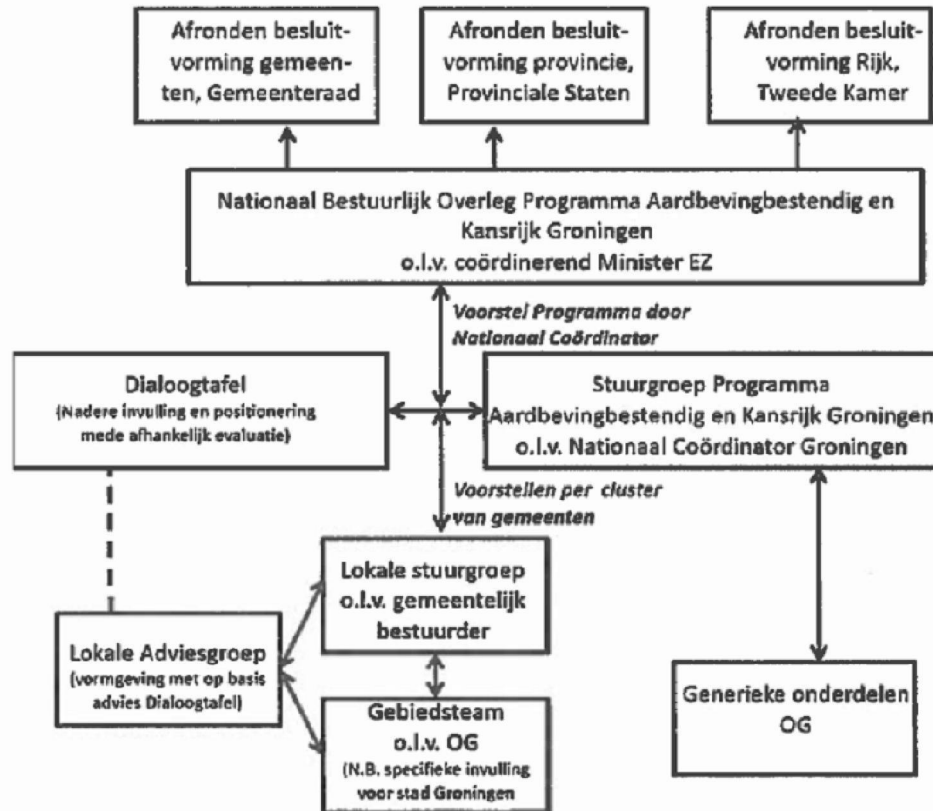 Afronden besluit-
vorming gemeen-
ten, Gemeenteraad
Afronden besluit-
vorming provincie,
Provinciale Staten
Afronden besluit-
vorming Rijk,
Tweede Kamer
Nationaal Bestuurlijk Overleg Programma Aardbevingbestendig en
Kansrijk Groningen
o.l.v. coördinerend Minister EZ
Voorstel Programma door
Nationaal Coördinator
Dialoogtafel
(Nadere invulling en positionering
mede afhankelijk evaluatie)
Stuurgroep Programma
Aardbevingbestendig en Kansrijk Groningen
o.l.v. Nationaal Coördinator Groningen
Voorstellen per cluster
van gemeenten
Lokale stuurgroep
o.l.v. gemeentelijk
bestuurder
Lokale Adviesgroep
(vormgeving met op basis
advies Dialoogtafel)
Gebiedsteam
o.l.v. OG
(N.B. specifieke invulling
voor stad Groningen
Generieke onderdelen
OG